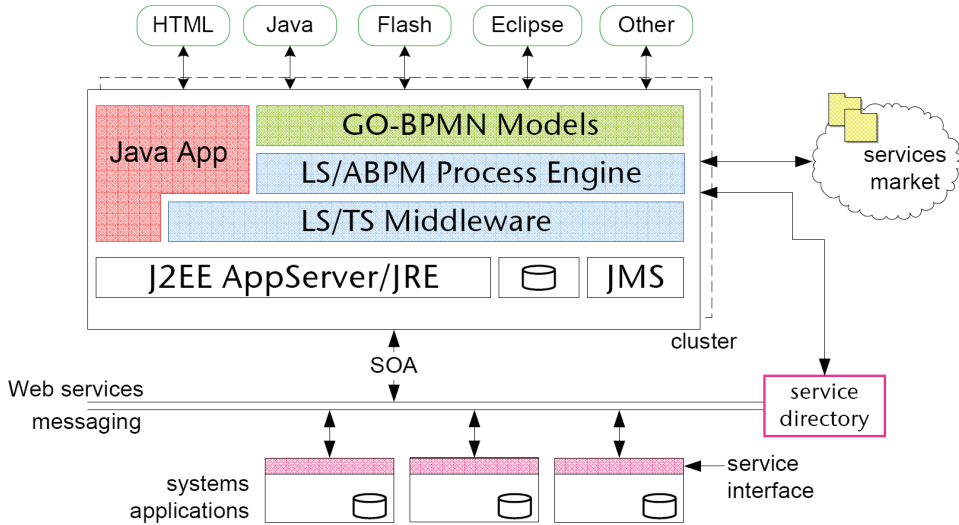 HTML
Java
Flash
Eclipse
Other
Java App
GO-BPMN Models
LS/ABPM Process Engine
LS/TS Middleware
J2EE AppServer/JRE
JMS
services
market
cluster
SOA
Web services
messaging
service
directory
systems
applications
service
interface